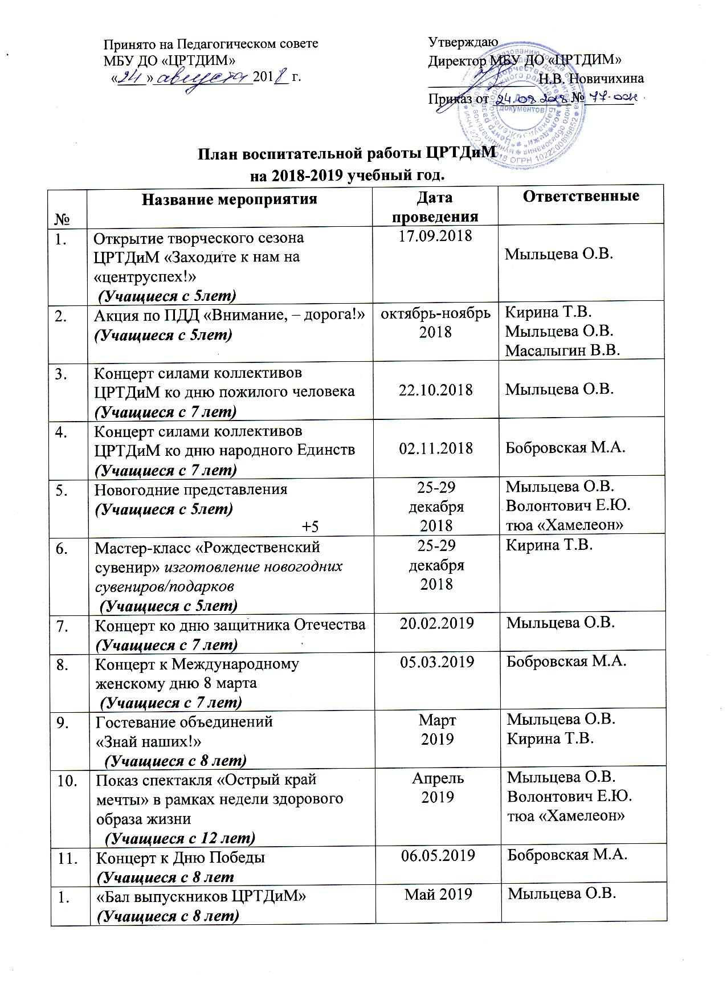 Принято на Педагогическом совете
МБУ ДО «ЦРТДИМ»
«24» августа 2018 г.
Утверждаю
Директор МБУ ДО «ЦРТДИМ»
Н.В. Новичихина
Приказ от 24.08.2018 № 77-осн
План воспитательной работы ЦРТДиМ
на 2018-2019 учебный год.
№
Название мероприятия
Дата
проведения
Ответственные
1.
Открытие творческого сезона
ЦРТДиМ «Заходите к нам на
«центруспех!»
(Учащиеся с 5лет)
17.09.2018
Мыльцева О.В.
2.
Акция по ПДД «Внимание, – дорога!»
(Учащиеся с 5лет)
октябрь-ноябрь
2018
Кирина Т.В.
Мыльцева О.В.
Масалыгин В.В.
3.
Концерт силами коллективов
ЦРТДиМ ко дню пожилого человека
(Учащиеся с 7 лет)
22.10.2018
Мыльцева О.В.
4.
Концерт силами коллективов
ЦРТДиМ ко дню народного Единств
(Учащиеся с 7 лет)
02.11.2018
Бобровская М.А.
5.
Новогодние представления
(Учащиеся с 5лет)
+5
25-29
декабря
2018
Мыльцева О.В.
Волонтович Е.Ю.
тюа «Хамелеон»
6.
Мастер-класс «Рождественский
сувенир» изготовление новогодних
сувениров/подарков
(Учащиеся с 5лет)
25-29
декабря
2018
Кирина Т.В.
7.
Концерт ко дню защитника Отечества
(Учащиеся с 7 лет)
20.02.2019
Мыльцева О.В.
8.
Концерт к Международному
женскому дню 8 марта
(Учащиеся с 7 лет)
05.03.2019
Бобровская М.А.
9.
Гостевание объединений
«Знай наших!»
(Учащиеся с 8 лет)
Март
2019
Мыльцева О.В.
Кирина Т.В.
10.
Показ спектакля «Острый край
мечты» в рамках недели здорового
образа жизни
(Учащиеся с 12 лет)
Апрель
2019
Мыльцева О.В.
Волонтович Е.Ю.
тюа «Хамелеон»
11.
Концерт к Дню Победы
(Учащиеся с 8 лет
06.05.2019
Бобровская М.А.
1.
«Бал выпускников ЦРТДиМ»
(Учащиеся с 8 лет)
Май 2019
Мыльцева О.В.
документов
ОГРН 1022200899852